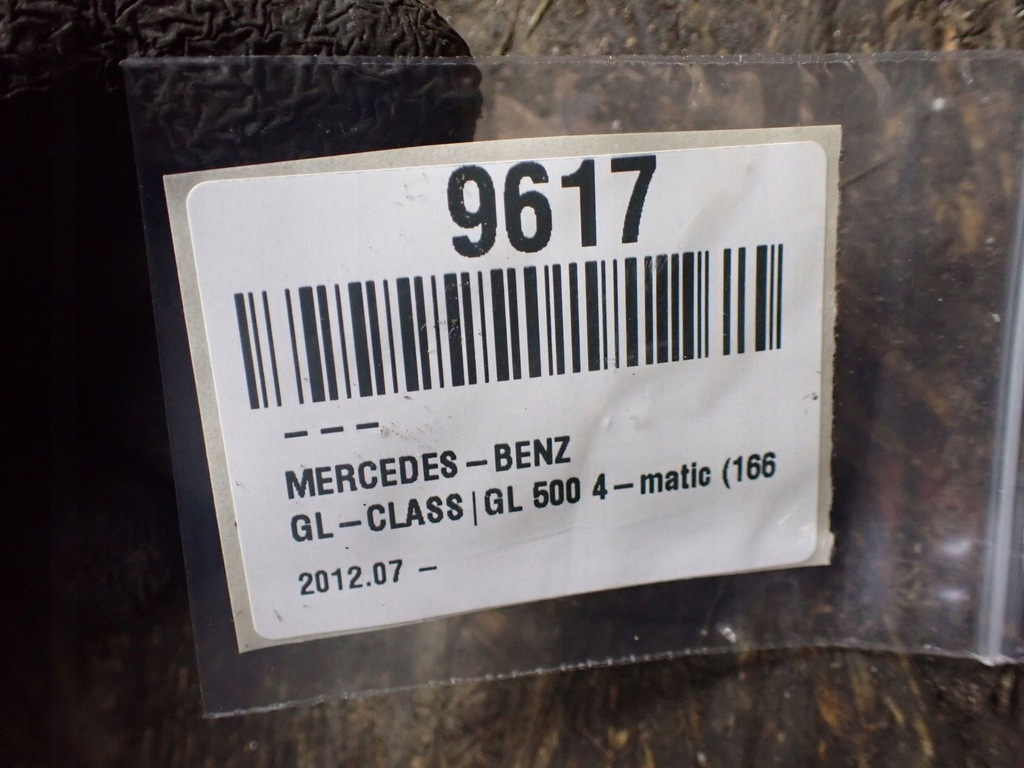 9617
– – –
MERCEDES – BENZ
GL – CLASS | GL 500 4 – matic (166
2012.07 –